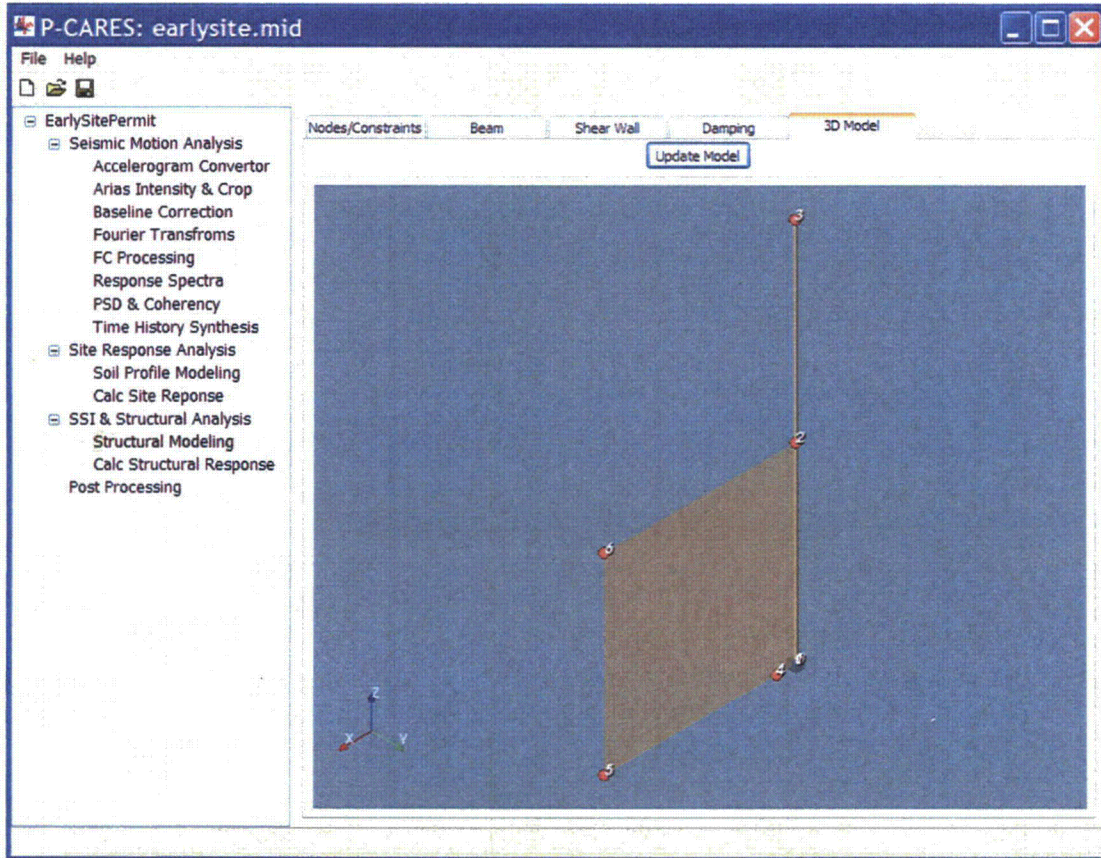 P-CARES: earlysite.mid
File Help
EarlySitePermit
Seismic Motion Analysis
Accelerogram Convertor
Arias Intensity & Crop
Baseline Correction
Fourier Transfroms
FC Processing
Response Spectra
PSD & Coherency
Time History Synthesis
Site Response Analysis
Soil Profile Modeling
Calc Site Reponse
SSI & Structural Analysis
Structural Modeling
Calc Structural Response
Post Processing
Nodes/Constraints Beam Shear Wall Damping 3D Model
Update Model
3
2
6
4
5
Z
X Y